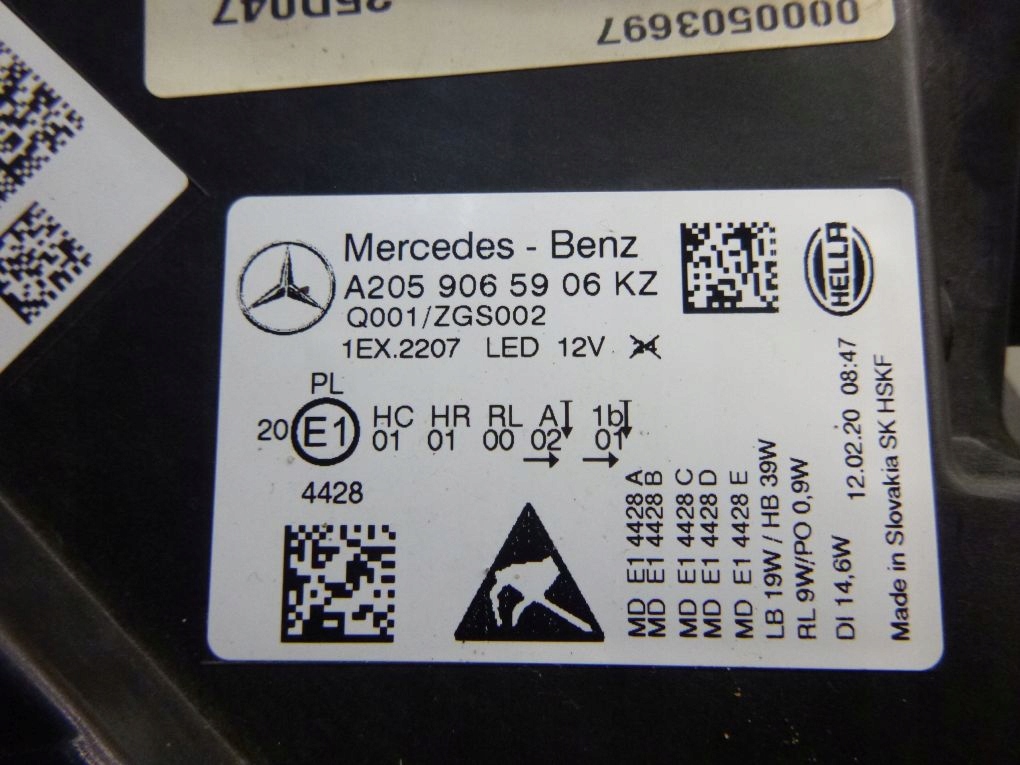 25D047
0000503697
Mercedes - Benz
A205 906 59 06 KZ
Q001/ZGS002
1EX.2207 LED 12V 24
HELLA
PL
20 E1 HC HR RL A 1b
01 01 00 02 01
4428
MD E1 4428 A
MD E1 4428 B
MD E1 4428 C
MD E1 4428 D
MD E1 4428 E
LB 19W / HB 39W
RL 9W/PO 0,9W
DI 14,6W
12.02.20 08:47
Made in Slovakia SK HSKF